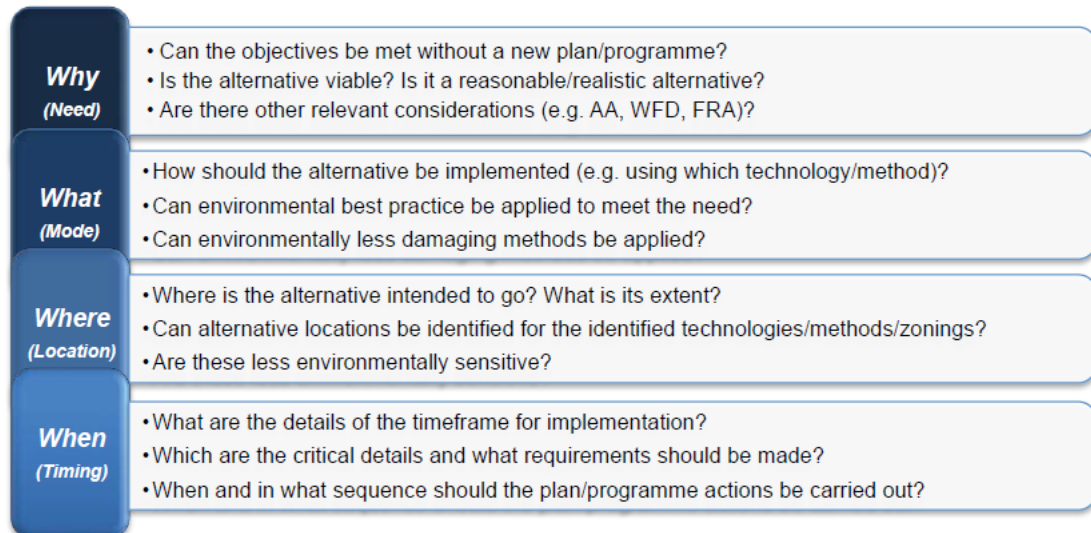 Why
(Need)
• Can the objectives be met without a new plan/programme?
• Is the alternative viable? Is it a reasonable/realistic alternative?
• Are there other relevant considerations (e.g. AA, WFD, FRA)?
What
(Mode)
• How should the alternative be implemented (e.g. using which technology/method)?
• Can environmental best practice be applied to meet the need?
• Can environmentally less damaging methods be applied?
Where
(Location)
• Where is the alternative intended to go? What is its extent?
• Can alternative locations be identified for the identified technologies/methods/zonings?
• Are these less environmentally sensitive?
When
(Timing)
• What are the details of the timeframe for implementation?
• Which are the critical details and what requirements should be made?
• When and in what sequence should the plan/programme actions be carried out?